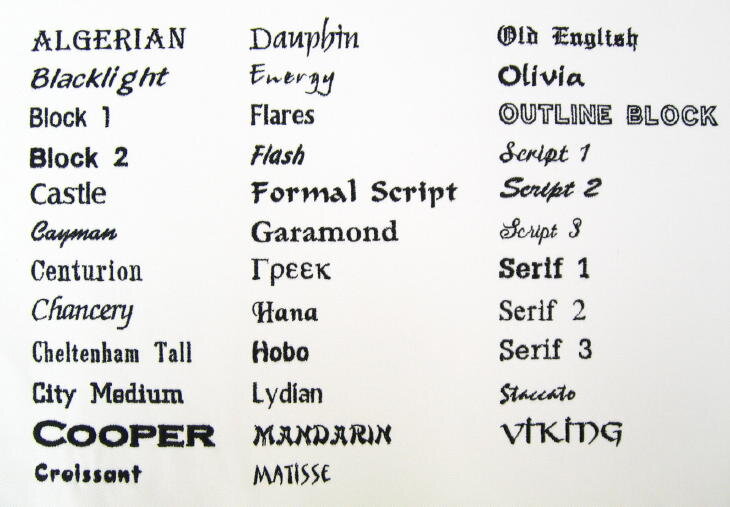 ALGERIAN
Blacklight
Block 1
Block 2
Castle
Cayman
Centurion
Chancery
Cheltenham Tall
City Medium
COOPER
Croissant
Dauphin
Energy
Flares
Flash
Formal Script
Garamond
Γρεεκ
Hana
Hobo
Lydian
MANDARIN
MATISSE
Old English
Olivia
OUTLINE BLOCK
Script 1
Script 2
Script 3
Serif 1
Serif 2
Serif 3
Staccato
VIKING